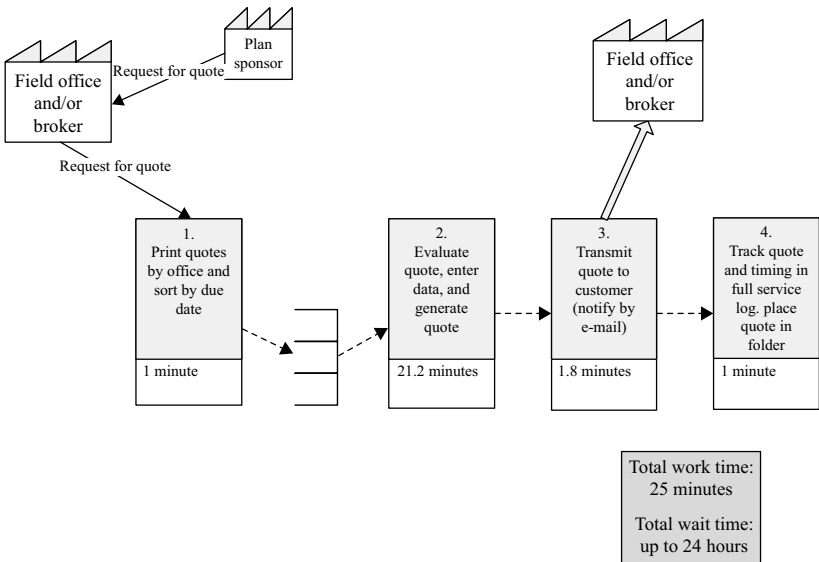 Plan
sponsor
Request for quote
Field office
and/or
broker
Field office
and/or
broker
Request for quote
1.
Print quotes
by office and
sort by due
date
1 minute
2.
Evaluate
quote, enter
data, and
generate
quote
21.2 minutes
3.
Transmit
quote to
customer
(notify by
e-mail)
1.8 minutes
4.
Track quote
and timing in
full service
log. place
quote in
folder
1 minute
Total work time:
25 minutes
Total wait time:
up to 24 hours